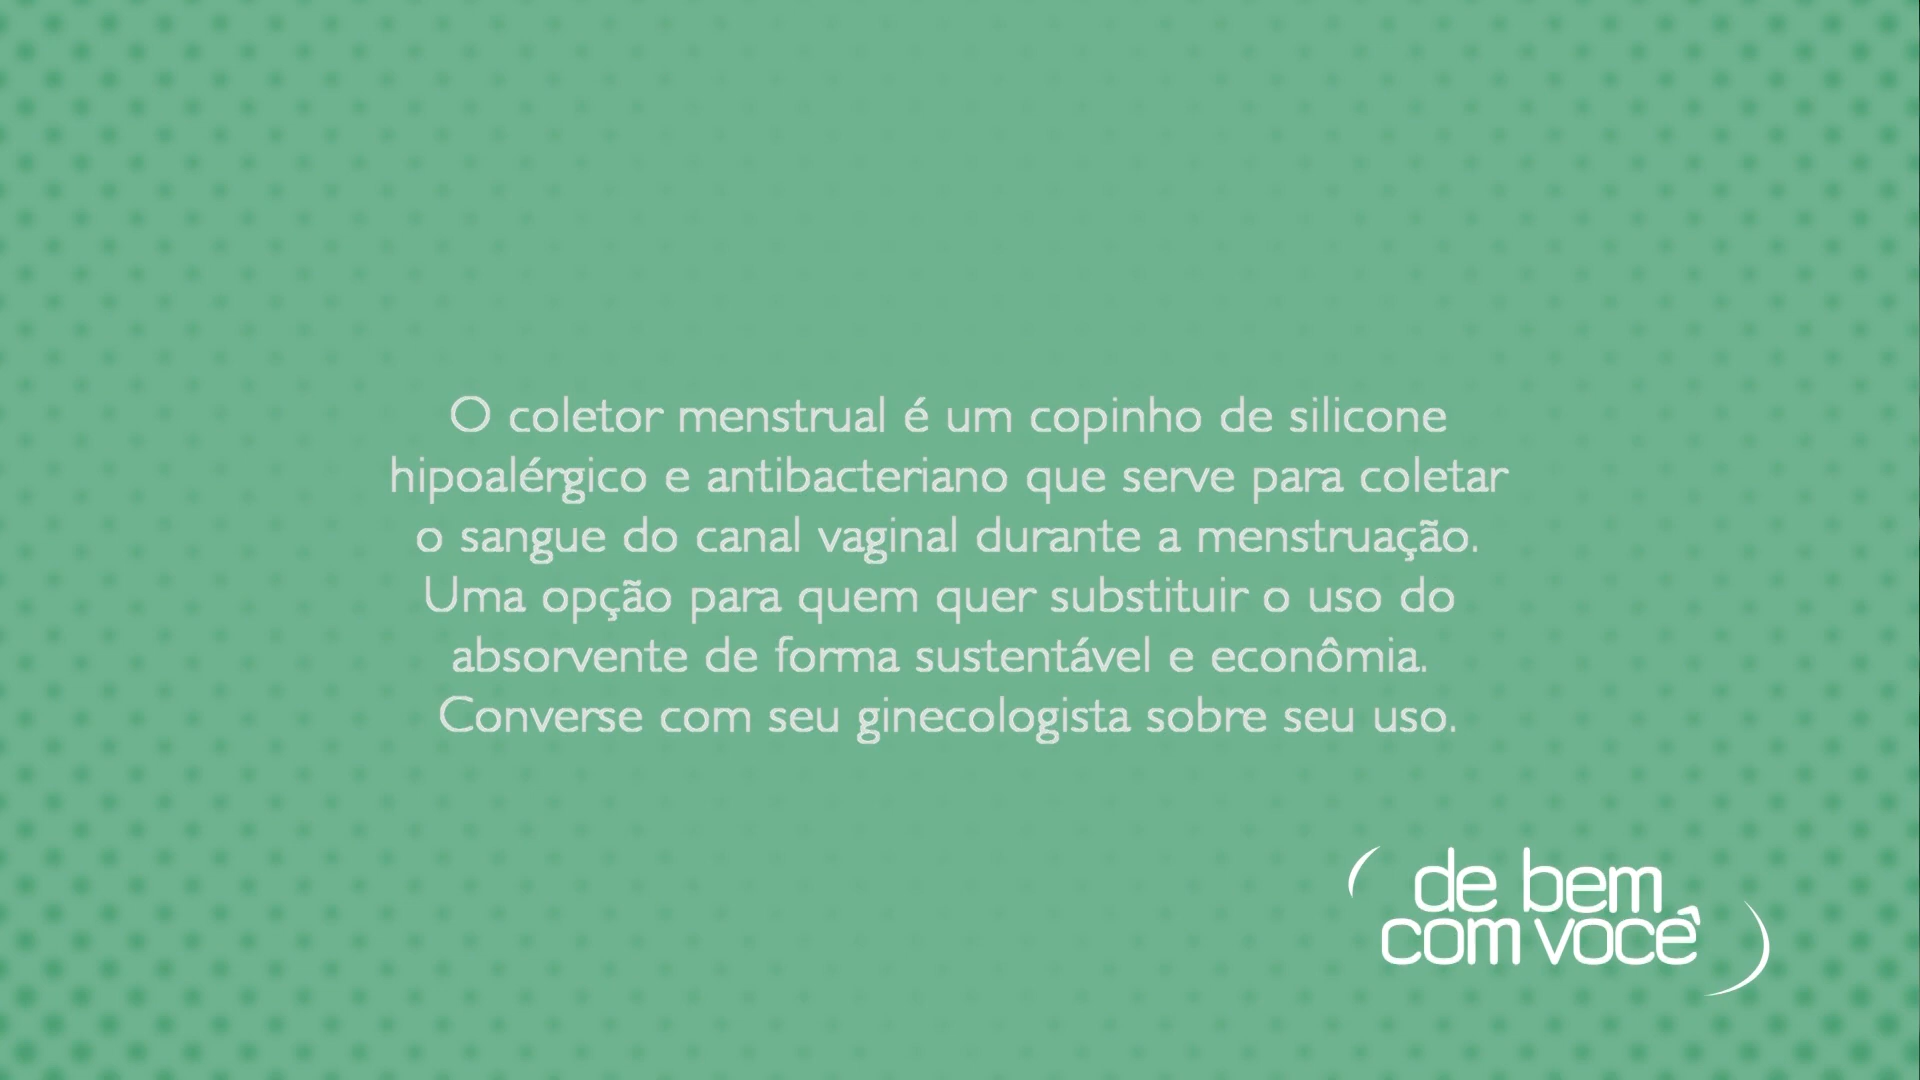 O coletor menstrual é um copinho de silicone
hipoalérgico e antibacteriano que serve para coletar
o sangue do canal vaginal durante a menstruação.
Uma opção para quem quer substituir o uso do
absorvente de forma sustentável e econômia.
Converse com seu ginecologista sobre seu uso.
de bem
com você